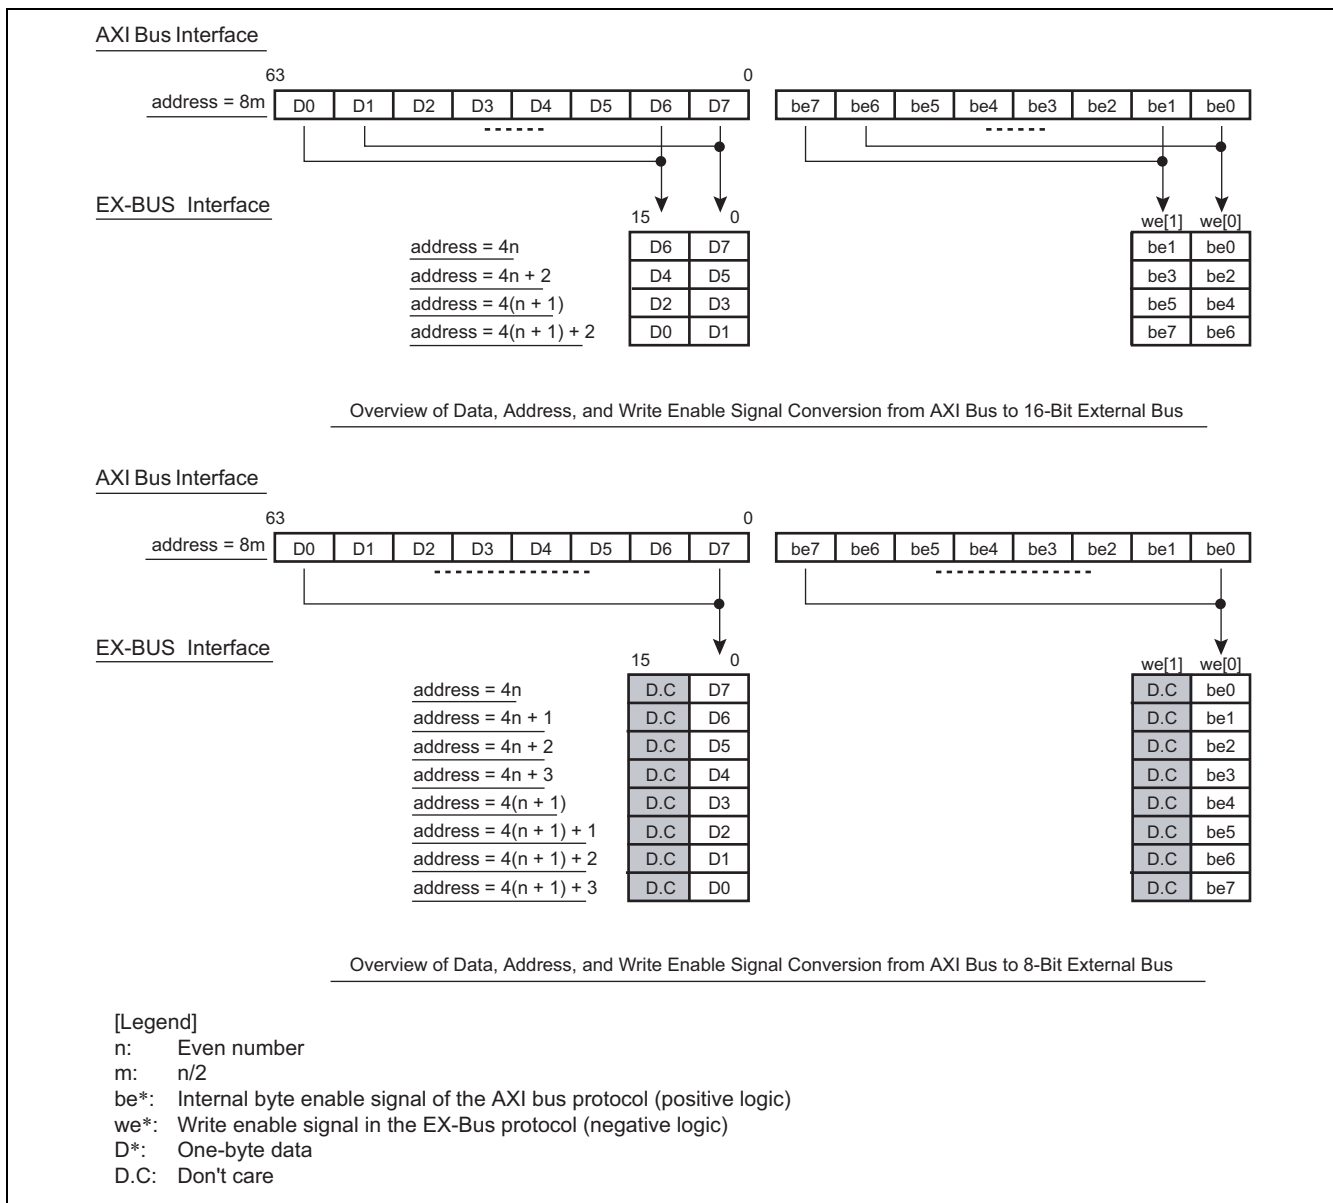 AXI Bus Interface
63 0
address = 8m D0 D1 D2 D3 D4 D5 D6 D7 be7 be6 be5 be4 be3 be2 be1 be0
EX-BUS Interface
15 0 we[1] we[0]
address = 4n D6 D7 be1 be0
address = 4n + 2 D4 D5 be3 be2
address = 4(n + 1) D2 D3 be5 be4
address = 4(n + 1) + 2 D0 D1 be7 be6
Overview of Data, Address, and Write Enable Signal Conversion from AXI Bus to 16-Bit External Bus
AXI Bus Interface
63 0
address = 8m D0 D1 D2 D3 D4 D5 D6 D7 be7 be6 be5 be4 be3 be2 be1 be0
EX-BUS Interface
15 0 we[1] we[0]
address = 4n D.C D7 D.C be0
address = 4n + 1 D.C D6 D.C be1
address = 4n + 2 D.C D5 D.C be2
address = 4n + 3 D.C D4 D.C be3
address = 4(n + 1) D.C D3 D.C be4
address = 4(n + 1) + 1 D.C D2 D.C be5
address = 4(n + 1) + 2 D.C D1 D.C be6
address = 4(n + 1) + 3 D.C D0 D.C be7
Overview of Data, Address, and Write Enable Signal Conversion from AXI Bus to 8-Bit External Bus
[Legend]
n: Even number
m: n/2
be*: Internal byte enable signal of the AXI bus protocol (positive logic)
we*: Write enable signal in the EX-Bus protocol (negative logic)
D*: One-byte data
D.C: Don't care